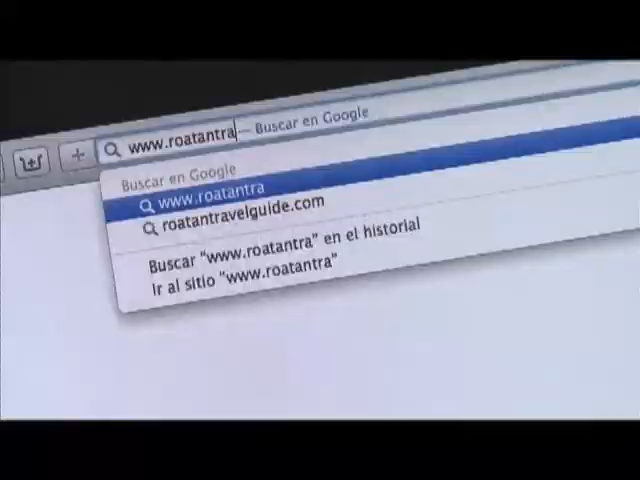 www.roatantra— Buscar en Google
Buscar en Google
www.roatantra
roatantravelguide.com
Buscar "www.roatantra" en el historial
Ir al sitio "www.roatantra"